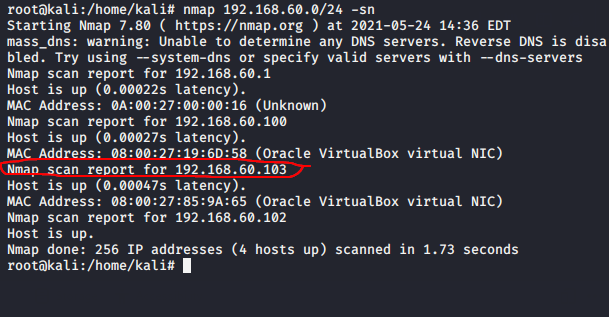 root@kali:/home/kali# nmap 192.168.60.0/24 -sn
Starting Nmap 7.80 ( https://nmap.org ) at 2021-05-24 14:36 EDT
mass_dns: warning: Unable to determine any DNS servers. Reverse DNS is disa
bled. Try using --system-dns or specify valid servers with --dns-servers
Nmap scan report for 192.168.60.1
Host is up (0.00022s latency).
MAC Address: 0A:00:27:00:00:16 (Unknown)
Nmap scan report for 192.168.60.100
Host is up (0.00027s latency).
MAC Address: 08:00:27:19:6D:58 (Oracle VirtualBox virtual NIC)
Nmap scan report for 192.168.60.103
Host is up (0.00047s latency).
MAC Address: 08:00:27:85:9A:65 (Oracle VirtualBox virtual NIC)
Nmap scan report for 192.168.60.102
Host is up.
Nmap done: 256 IP addresses (4 hosts up) scanned in 1.73 seconds
root@kali:/home/kali#